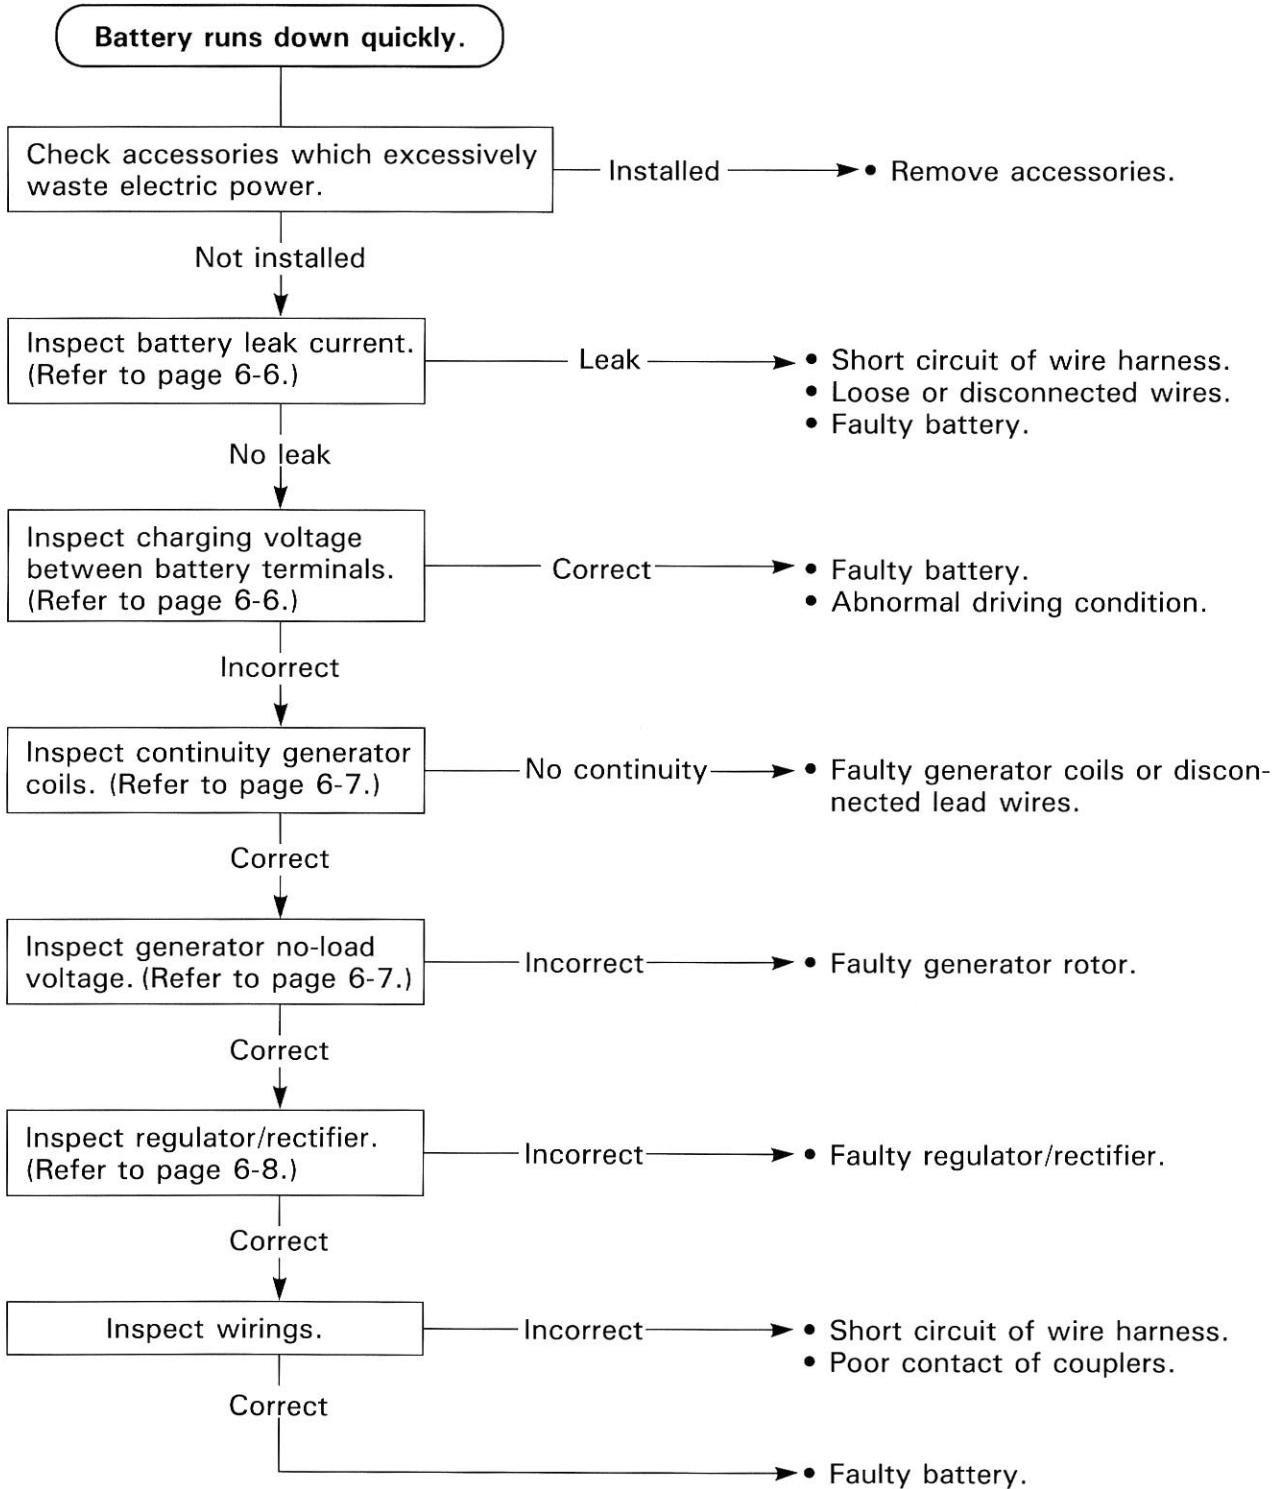 Battery runs down quickly.
Check accessories which excessively
waste electric power.
Installed
• Remove accessories.
Not installed
Inspect battery leak current.
(Refer to page 6-6.)
Leak
• Short circuit of wire harness.
• Loose or disconnected wires.
• Faulty battery.
No leak
Inspect charging voltage
between battery terminals.
(Refer to page 6-6.)
Correct
• Faulty battery.
• Abnormal driving condition.
Incorrect
Inspect continuity generator
coils. (Refer to page 6-7.)
No continuity
• Faulty generator coils or discon-
nected lead wires.
Correct
Inspect generator no-load
voltage. (Refer to page 6-7.)
Incorrect
• Faulty generator rotor.
Correct
Inspect regulator/rectifier.
(Refer to page 6-8.)
Incorrect
• Faulty regulator/rectifier.
Correct
Inspect wirings.
Incorrect
• Short circuit of wire harness.
• Poor contact of couplers.
Correct
• Faulty battery.